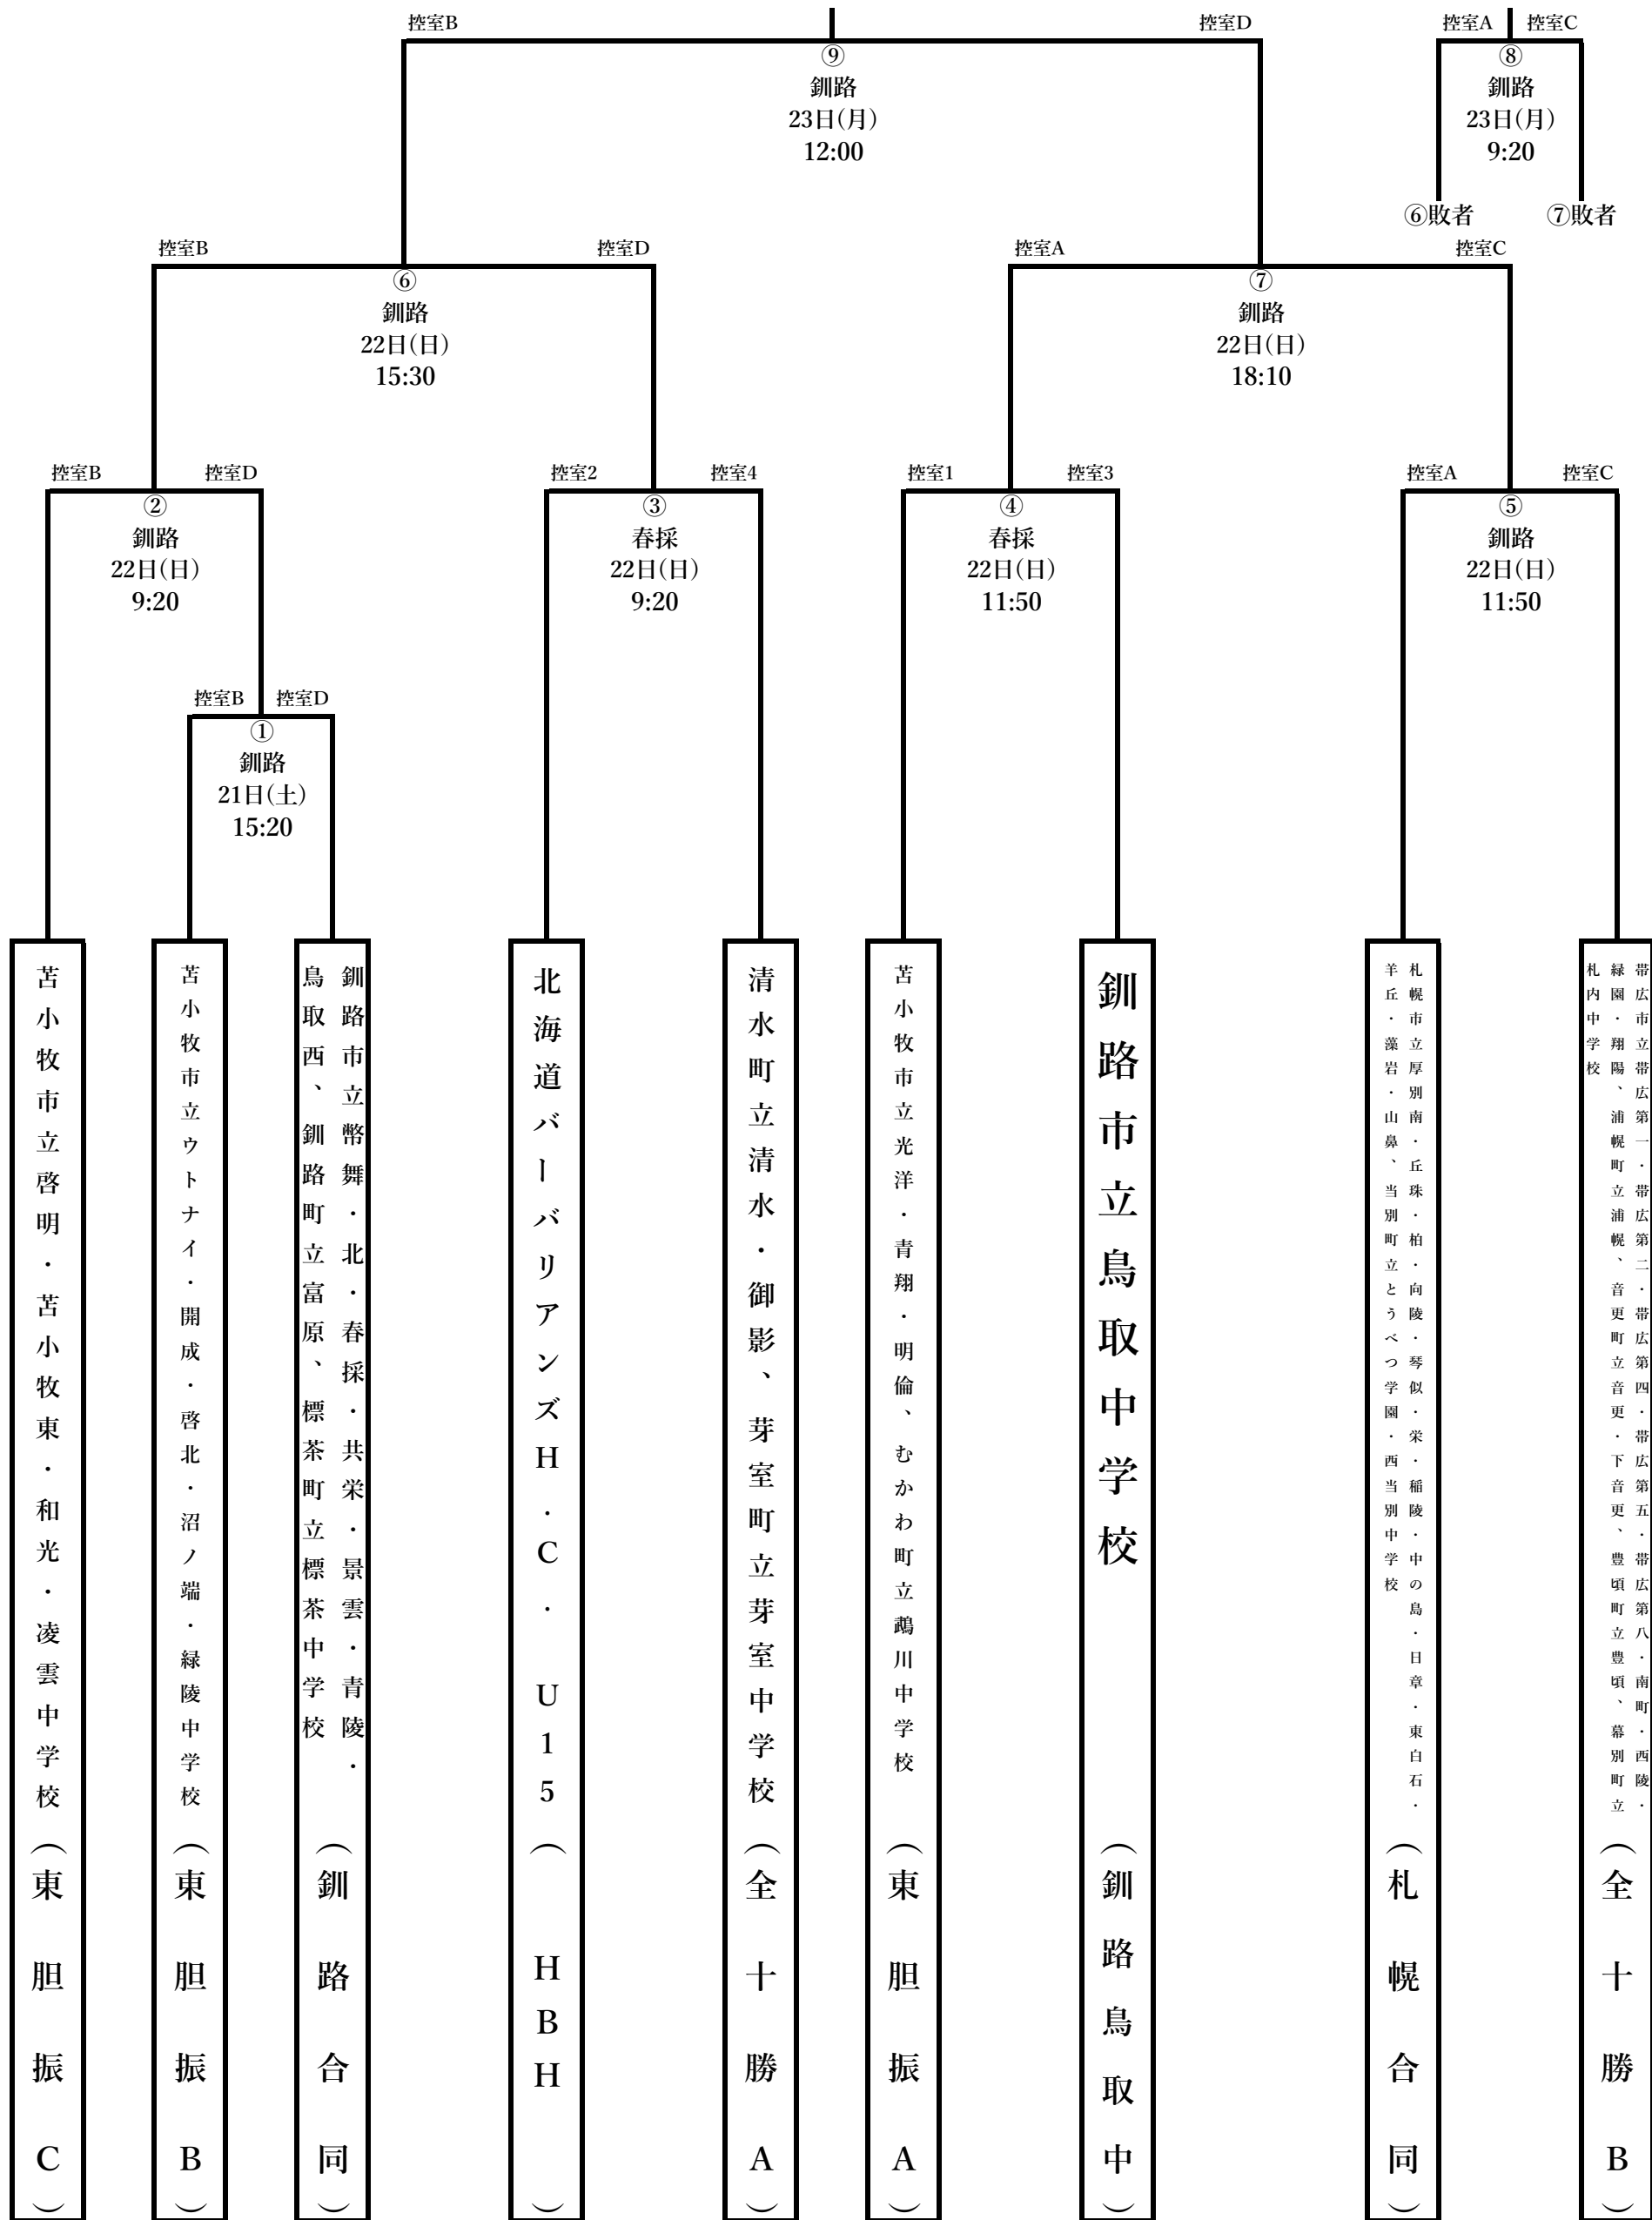 控室B
控室D
控室A
控室C
⑨
釧路
23日(月)
12:00
⑧
釧路
23日(月)
9:20
⑥敗者
⑦敗者
控室B
控室D
控室A
控室C
⑥
釧路
22日(日)
15:30
⑦
釧路
22日(日)
18:10
控室B
控室D
控室2
控室4
控室1
控室3
控室A
控室C
②
釧路
22日(日)
9:20
③
春採
22日(日)
9:20
④
春採
22日(日)
11:50
⑤
釧路
22日(日)
11:50
控室B
控室D
①
釧路
21日(土)
15:20
苫小牧市立啓明・苫小牧東・和光・凌雲中学校
(東胆振C)
苫小牧市立ウトナイ・開成・啓北・沼ノ端・緑陵中学校
(東胆振B)
釧路市立幣舞・北・春採・共栄・景雲・青陵・
鳥取西、釧路町立富原、標茶町立標茶中学校
(釧路合同)
北海道バーバリアンズH.C. U15
(HBH)
清水町立清水・御影、芽室町立芽室中学校
(全十勝A)
苫小牧市立光洋・青翔・明倫、むかわ町立鵡川中学校
(東胆振A)
釧路市立鳥取中学校
(釧路鳥取中)
札幌市立厚別南・丘珠・柏・向陵・琴似・栄・稲陵・中の島・日章・東白石・
羊丘・藻岩・山鼻、当別町立とうべつ学園・西当別中学校
(札幌合同)
帯広市立帯広第一・帯広第二・帯広第四・帯広第五・帯広第八・南町・西陵・
緑園・翔陽、浦幌町立浦幌、音更町立音更・下音更、豊頃町立豊頃、幕別町立
札内中学校
(全十勝B)